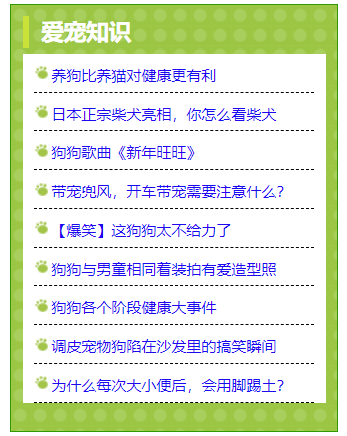 爱宠知识
养狗比养猫对健康更有利
日本正宗柴犬亮相，你怎么看柴犬
狗狗歌曲《新年旺旺》
带宠兜风，开车带宠需要注意什么？
【爆笑】这狗狗太不给力了
狗狗与男童相同着装拍有爱造型照
狗狗各个阶段健康大事件
调皮宠物狗陷在沙发里的搞笑瞬间
为什么每次大小便后，会用脚踢土？